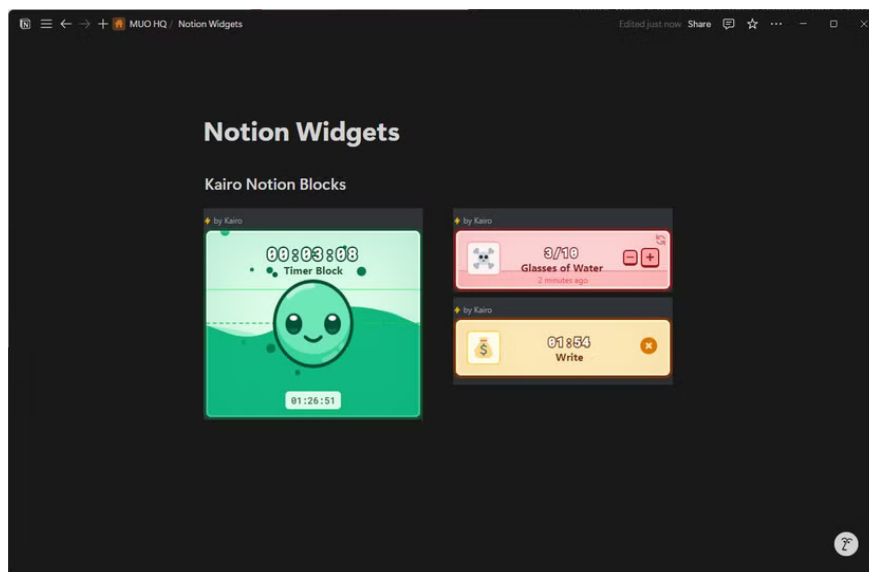 MUO HQ / Notion Widgets
Edited just now Share
Notion Widgets
Kairo Notion Blocks
by Kairo
00:03:08
Timer Block
01:26:51
by Kairo
3/10
Glasses of Water
2 minutes ago
by Kairo
01:54
Write